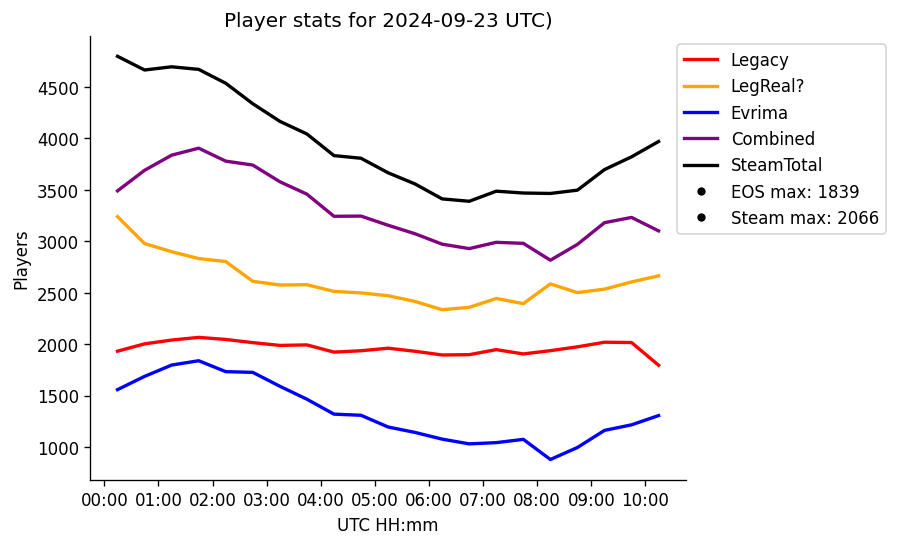 Player stats for 2024-09-23 UTC)
Legacy
LegReal?
Evrima
Combined
SteamTotal
EOS max: 1839
Steam max: 2066
Players
4500
4000
3500
3000
2500
2000
1500
1000
00:00 01:00 02:00 03:00 04:00 05:00 06:00 07:00 08:00 09:00 10:00
UTC HH:mm